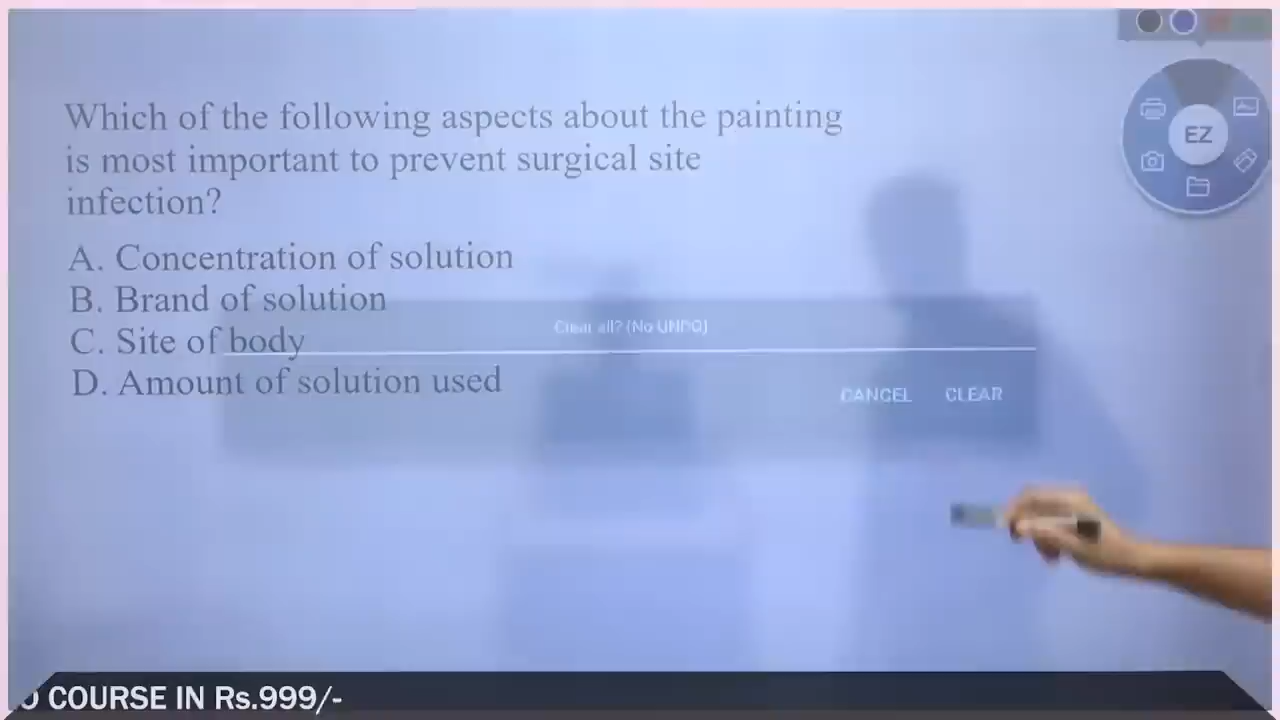 EZ
Which of the following aspects about the painting
is most important to prevent surgical site
infection?
A. Concentration of solution
B. Brand of solution
C. Site of body
D. Amount of solution used
Clear all? (No UNDO)
CANCEL CLEAR
COURSE IN Rs.999/-